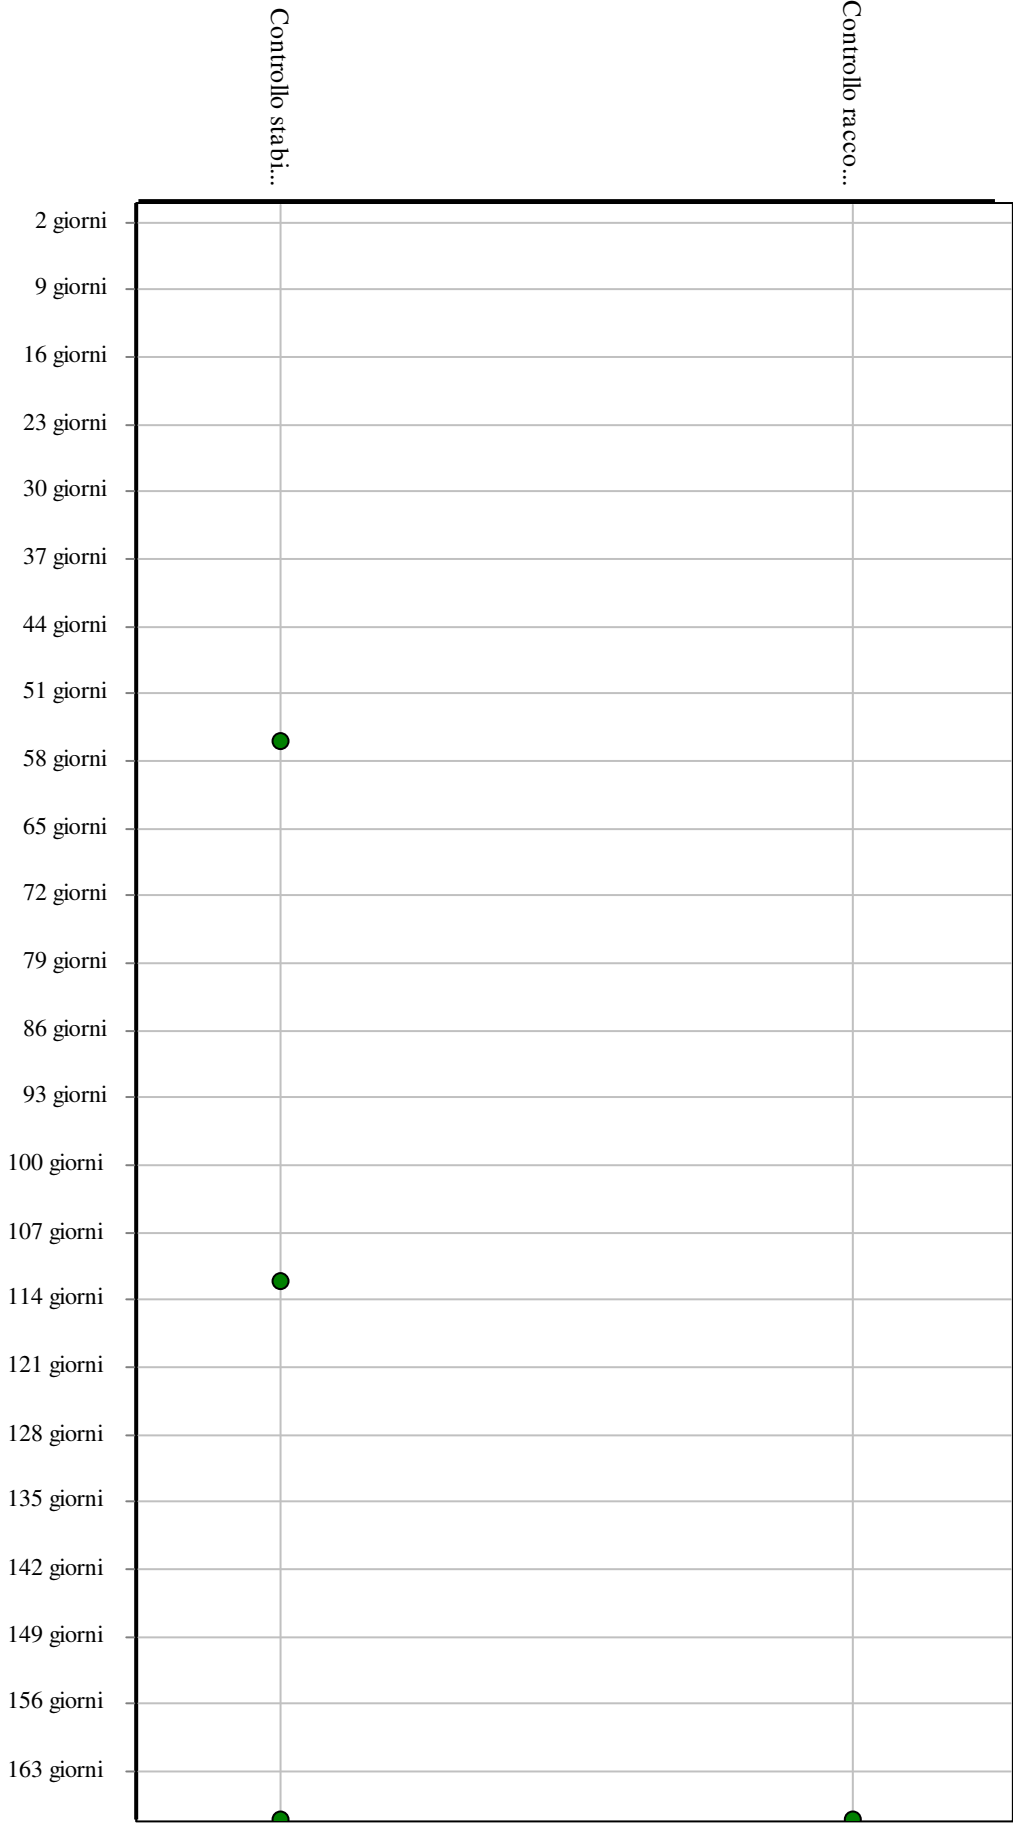 Controllo stabi...
Controllo racco...
2 giorni
9 giorni
16 giorni
23 giorni
30 giorni
37 giorni
44 giorni
51 giorni
58 giorni
65 giorni
72 giorni
79 giorni
86 giorni
93 giorni
100 giorni
107 giorni
114 giorni
121 giorni
128 giorni
135 giorni
142 giorni
149 giorni
156 giorni
163 giorni